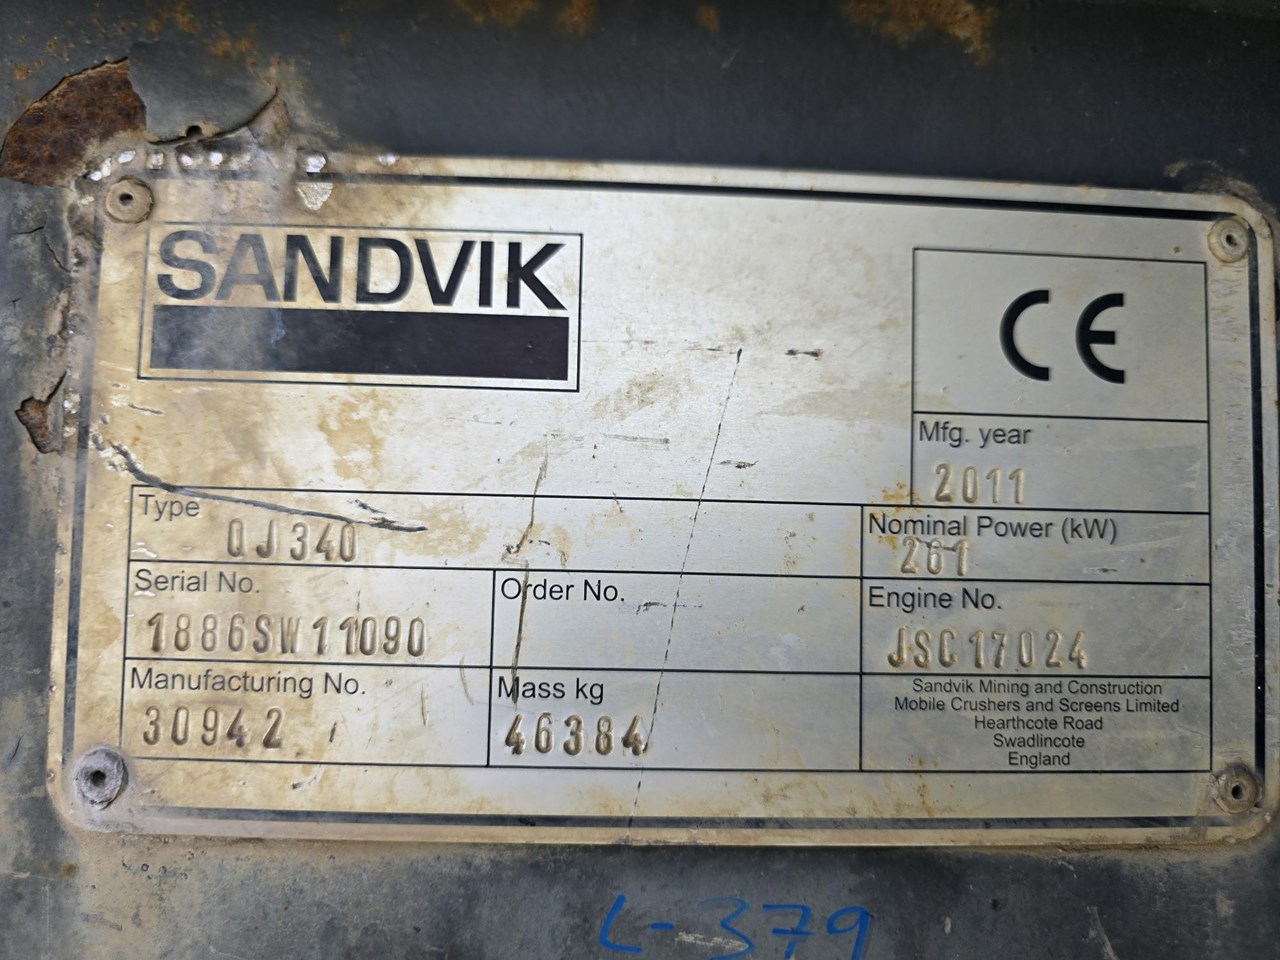 SANDVIK
CE
Mfg. year
2011
Type
QJ340
Nominal Power (kW)
261
Serial No.
1886SW11090
Order No.
Engine No.
JSC17024
Manufacturing No.
30942
Mass kg
46384
Sandvik Mining and Construction
Mobile Crushers and Screens Limited
Hearthcote Road
Swadlincote
England
L-379